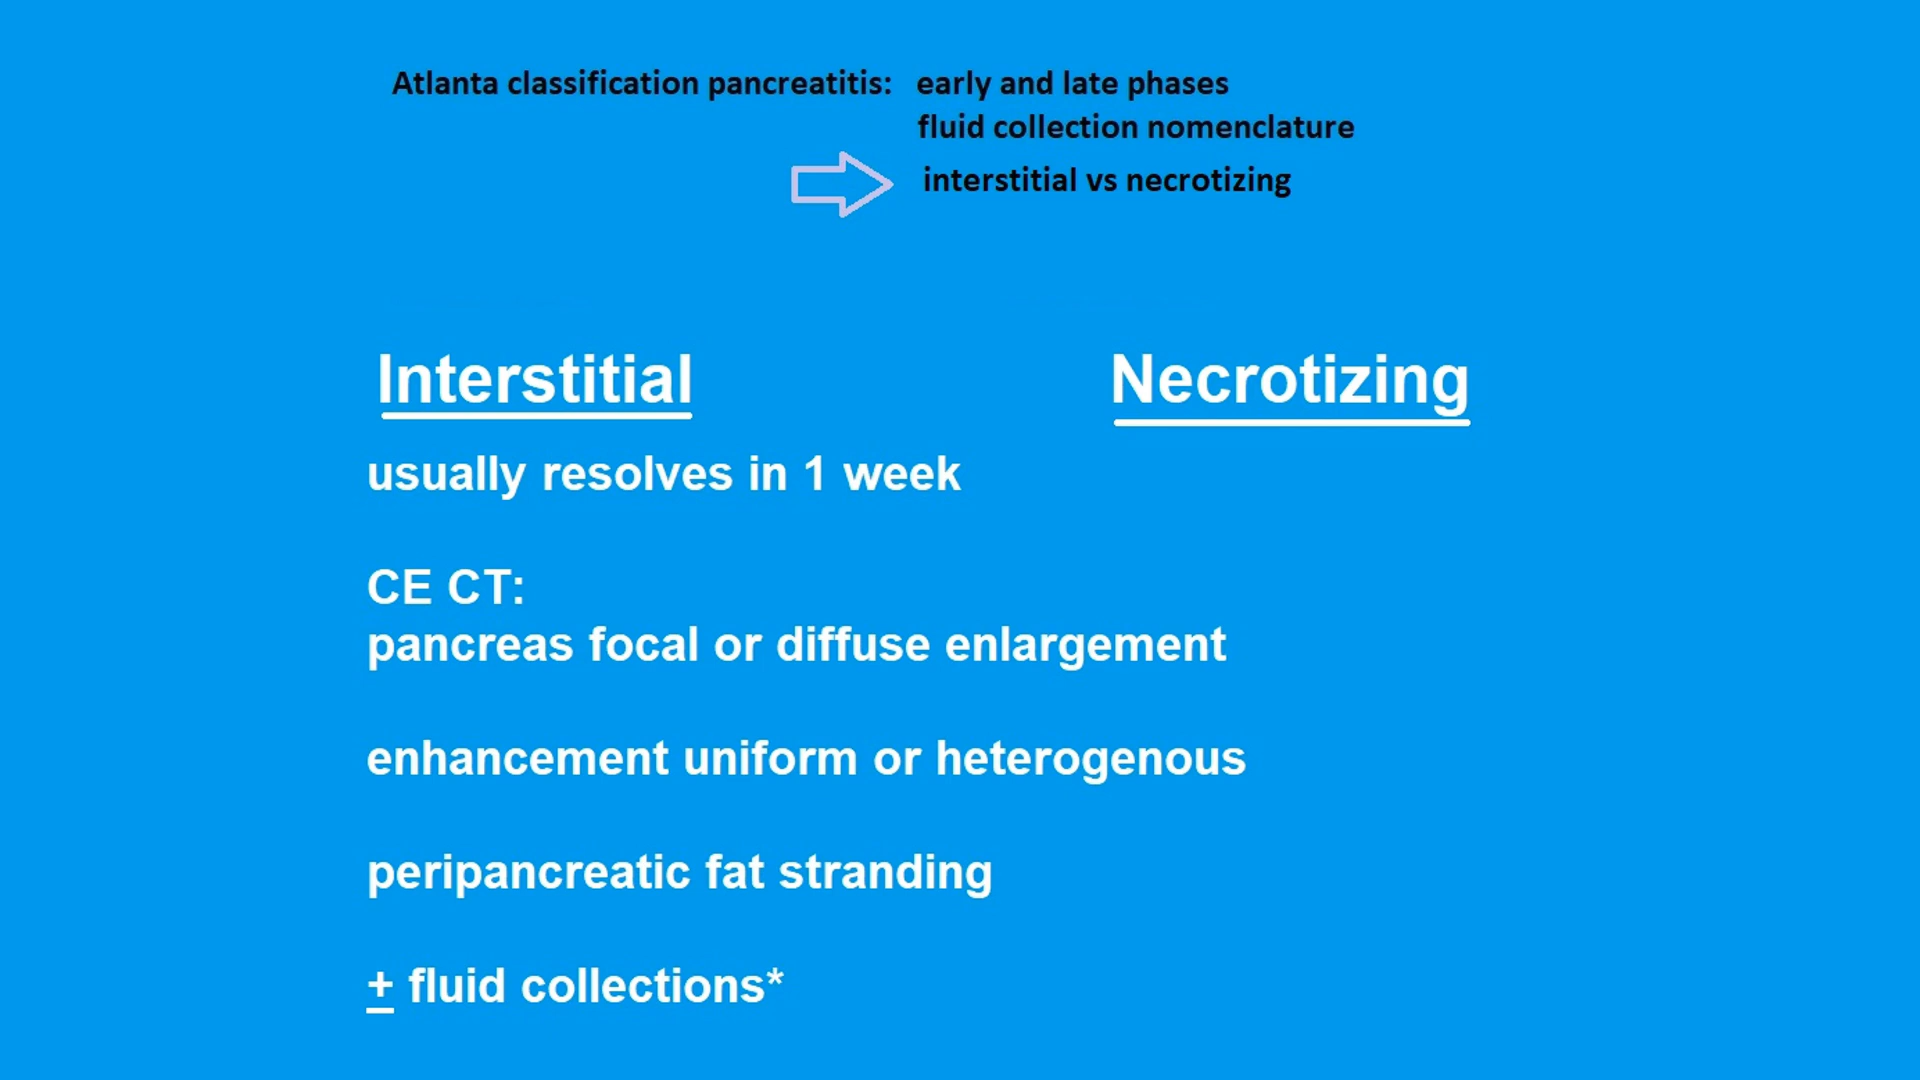 Atlanta classification pancreatitis: early and late phases
fluid collection nomenclature
interstitial vs necrotizing
Interstitial
Necrotizing
usually resolves in 1 week
CE CT:
pancreas focal or diffuse enlargement
enhancement uniform or heterogenous
peripancreatic fat stranding
± fluid collections*